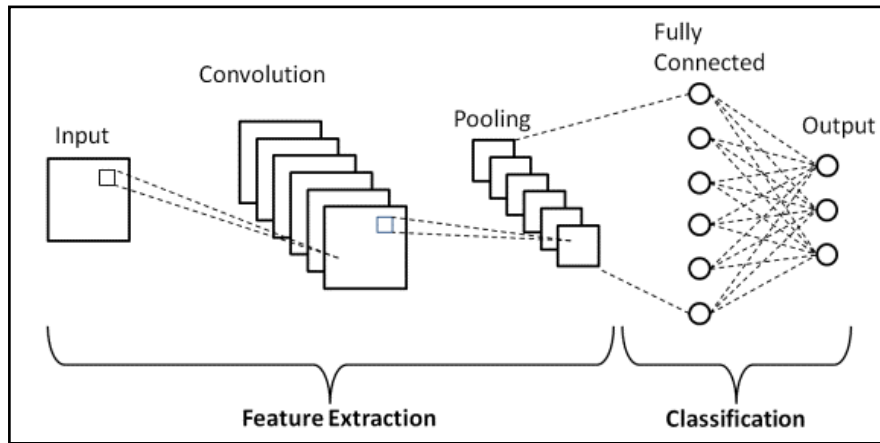 Input
Convolution
Pooling
Fully
Connected
Output
Feature Extraction
Classification